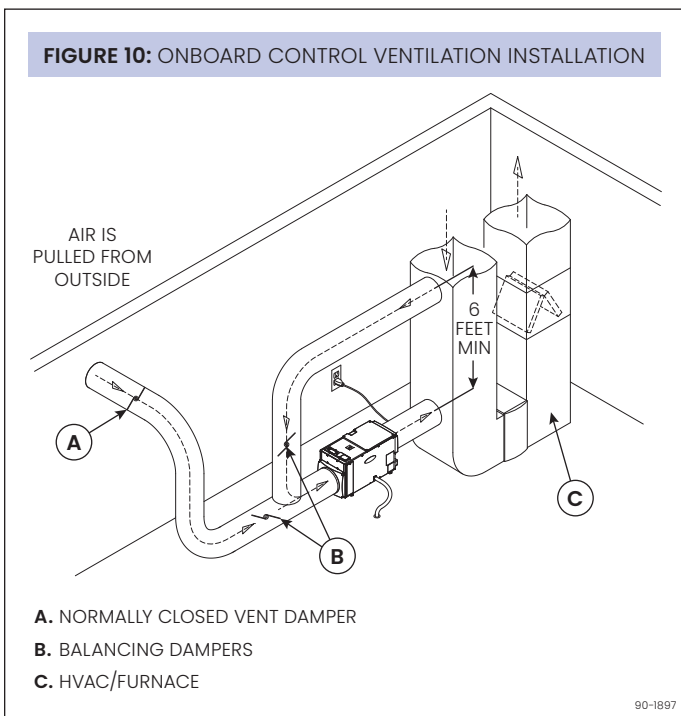 FIGURE 10: ONBOARD CONTROL VENTILATION INSTALLATION
AIR IS
PULLED FROM
OUTSIDE
6
FEET
MIN
A
B
C
A. NORMALLY CLOSED VENT DAMPER
B. BALANCING DAMPERS
C. HVAC/FURNACE
90-1897